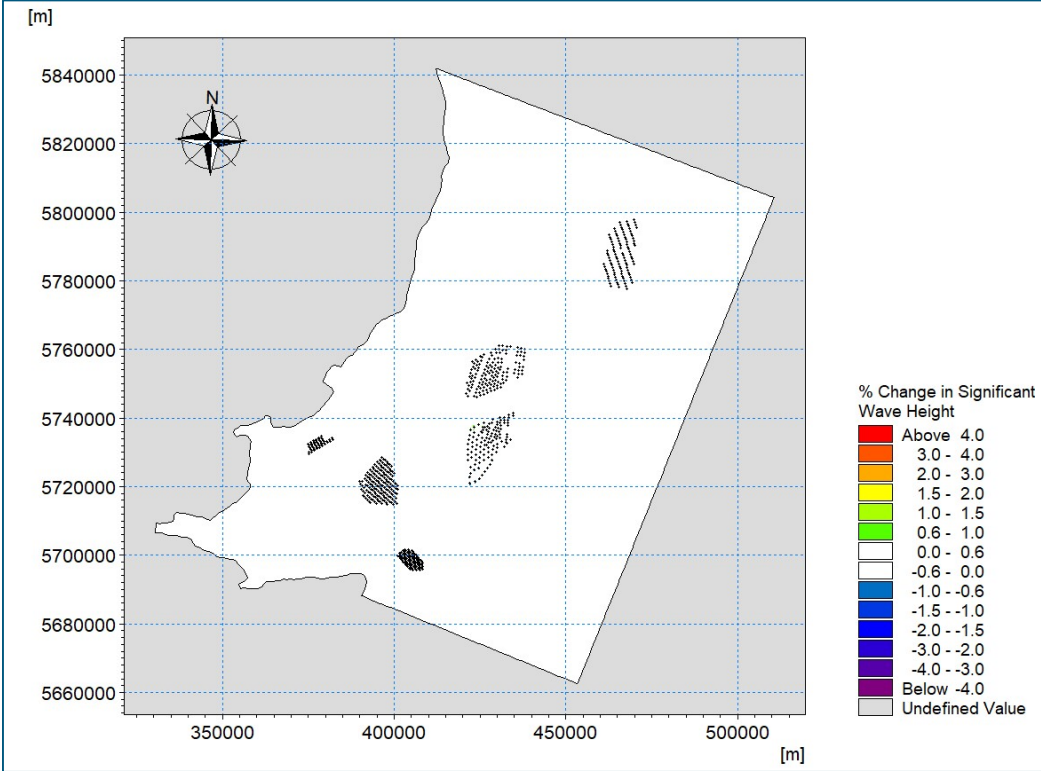 [m]
N
5840000
5820000
5800000
5780000
5760000
5740000
5720000
5700000
5680000
5660000
350000 400000 450000 500000
[m]
% Change in Significant
Wave Height
Above 4.0
3.0 - 4.0
2.0 - 3.0
1.5 - 2.0
1.0 - 1.5
0.6 - 1.0
0.0 - 0.6
-0.6 - 0.0
-1.0 - -0.6
-1.5 - -1.0
-2.0 - -1.5
-3.0 - -2.0
-4.0 - -3.0
Below -4.0
Undefined Value